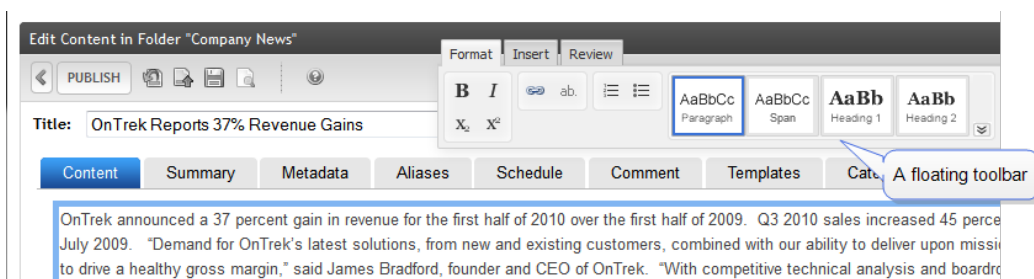 Edit Content in Folder "Company News"
Format Insert Review
PUBLISH
B I ab.
X₂ X²
AaBbCc AaBbCc AaBb AaBb
Paragraph Span Heading 1 Heading 2
Title: OnTrek Reports 37% Revenue Gains
Content Summary Metadata Aliases Schedule Comment Templates Cate
A floating toolbar
OnTrek announced a 37 percent gain in revenue for the first half of 2010 over the first half of 2009. Q3 2010 sales increased 45 perce
July 2009. “Demand for OnTrek’s latest solutions, from new and existing customers, combined with our ability to deliver upon missi
to drive a healthy gross margin,” said James Bradford, founder and CEO of OnTrek. “With competitive technical analysis and boardro